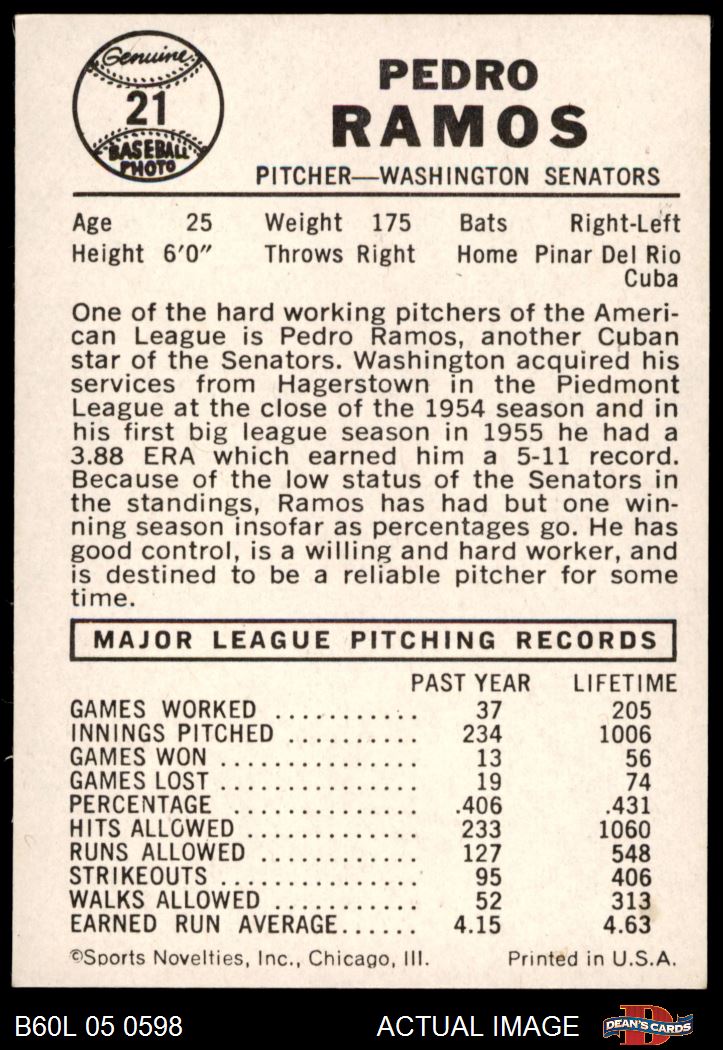 Genuine
21
BASEBALL
PHOTO
PEDRO
RAMOS
PITCHER—WASHINGTON SENATORS
Age 25 Weight 175 Bats Right-Left
Height 6'0" Throws Right Home Pinar Del Rio
Cuba
One of the hard working pitchers of the Ameri-
can League is Pedro Ramos, another Cuban
star of the Senators. Washington acquired his
services from Hagerstown in the Piedmont
League at the close of the 1954 season and in
his first big league season in 1955 he had a
3.88 ERA which earned him a 5-11 record.
Because of the low status of the Senators in
the standings, Ramos has had but one win-
ning season insofar as percentages go. He has
good control, is a willing and hard worker, and
is destined to be a reliable pitcher for some
time.
MAJOR LEAGUE PITCHING RECORDS
PAST YEAR LIFETIME
GAMES WORKED ........... 37 205
INNINGS PITCHED .......... 234 1006
GAMES WON ............... 13 56
GAMES LOST ............... 19 74
PERCENTAGE .............. .406 .431
HITS ALLOWED ............. 233 1060
RUNS ALLOWED ............ 127 548
STRIKEOUTS ............... 95 406
WALKS ALLOWED ........... 52 313
EARNED RUN AVERAGE...... 4.15 4.63
©Sports Novelties, Inc., Chicago, Ill. Printed in U.S.A.
B60L 05 0598 ACTUAL IMAGE D DEAN'S CARDS